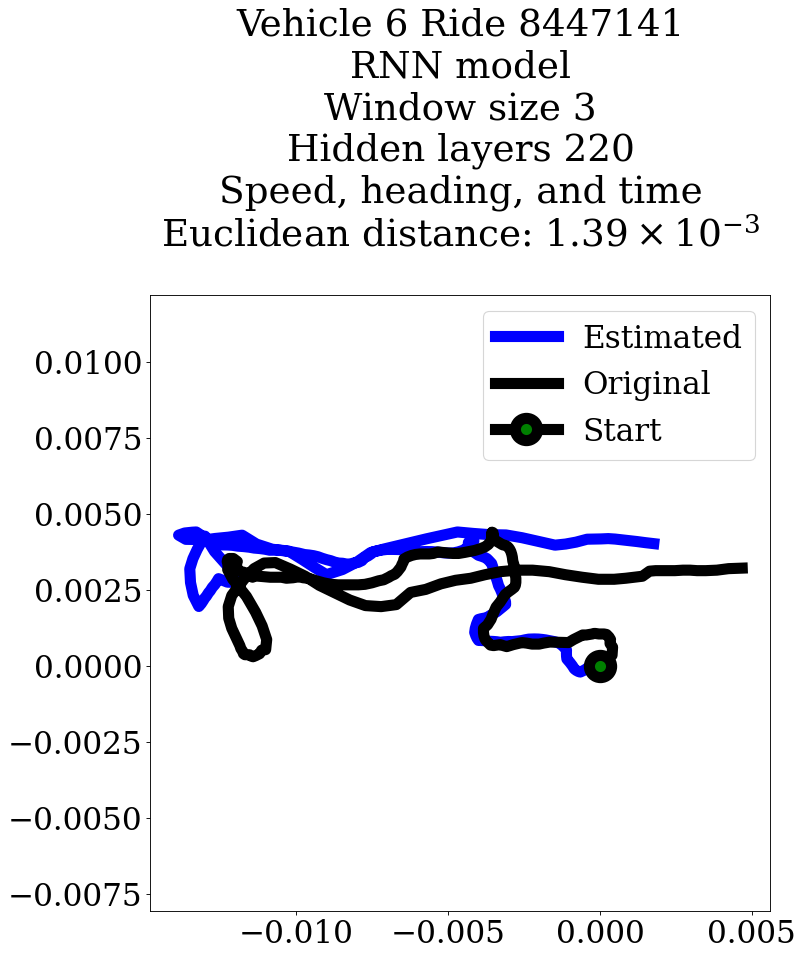 Vehicle 6 Ride 8447141
RNN model
Window size 3
Hidden layers 220
Speed, heading, and time
Euclidean distance: 1.39 × 10⁻³
Estimated
Original
Start
0.0100
0.0075
0.0050
0.0025
0.0000
−0.0025
−0.0050
−0.0075
−0.010 −0.005 0.000 0.005